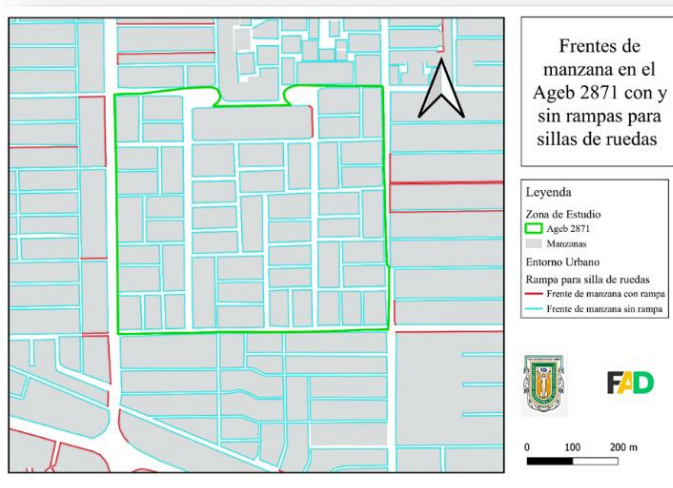 Frentes de
manzana en el
Ageb 2871 con y
sin rampas para
sillas de ruedas
Leyenda
Zona de Estudio
Ageb 2871
Manzanas
Entorno Urbano
Rampa para silla de ruedas
Frente de manzana con rampa
Frente de manzana sin rampa
FAD
0 100 200 m